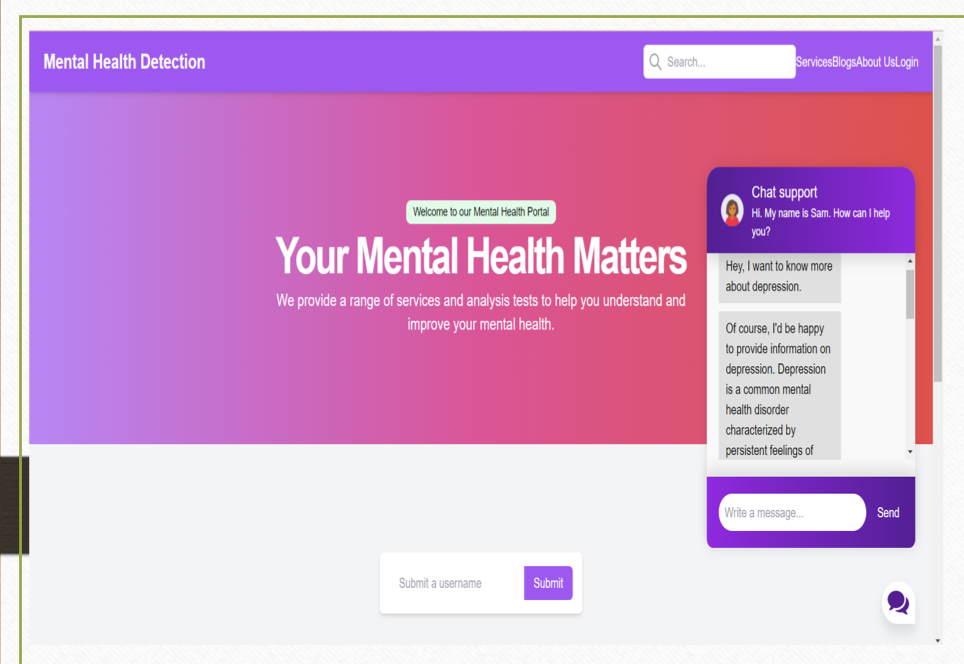 Mental Health Detection
Search...
ServicesBlogsAbout UsLogin
Welcome to our Mental Health Portal
Your Mental Health Matters
We provide a range of services and analysis tests to help you understand and
improve your mental health.
Chat support
Hi. My name is Sam. How can I help
you?
Hey, I want to know more
about depression.
Of course, I'd be happy
to provide information on
depression. Depression
is a common mental
health disorder
characterized by
persistent feelings of
Write a message...
Send
Submit a username
Submit